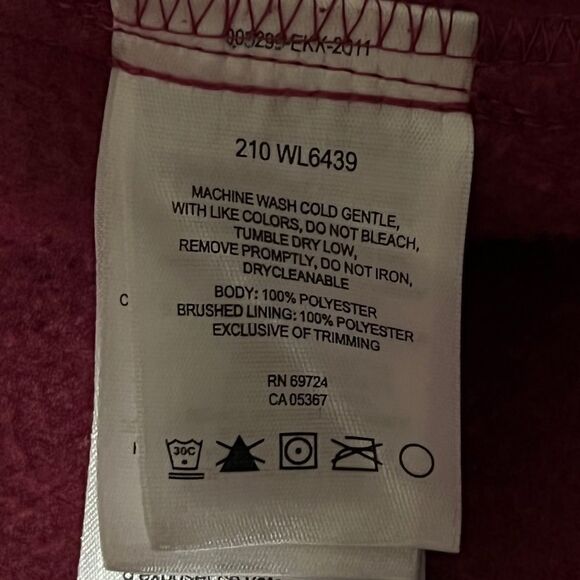 210 WL6439
MACHINE WASH COLD GENTLE,
WITH LIKE COLORS, DO NOT BLEACH,
TUMBLE DRY LOW,
REMOVE PROMPTLY, DO NOT IRON,
DRYCLEANABLE
BODY: 100% POLYESTER
C
BRUSHED LINING: 100% POLYESTER
EXCLUSIVE OF TRIMMING
RN 69724
CA 05367
30C